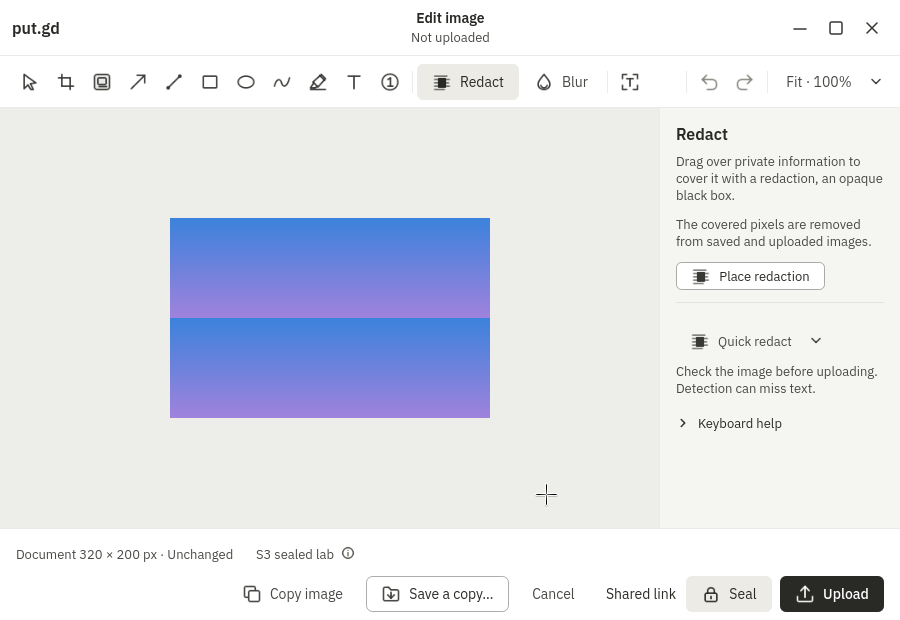 put.gd
Edit image
Not uploaded
Redact
Blur
Fit · 100%
Redact
Drag over private information to
cover it with a redaction, an opaque
black box.
The covered pixels are removed
from saved and uploaded images.
Place redaction
Quick redact
Check the image before uploading.
Detection can miss text.
Keyboard help
Document 320 × 200 px · Unchanged
S3 sealed lab
Copy image
Save a copy...
Cancel
Shared link
Seal
Upload